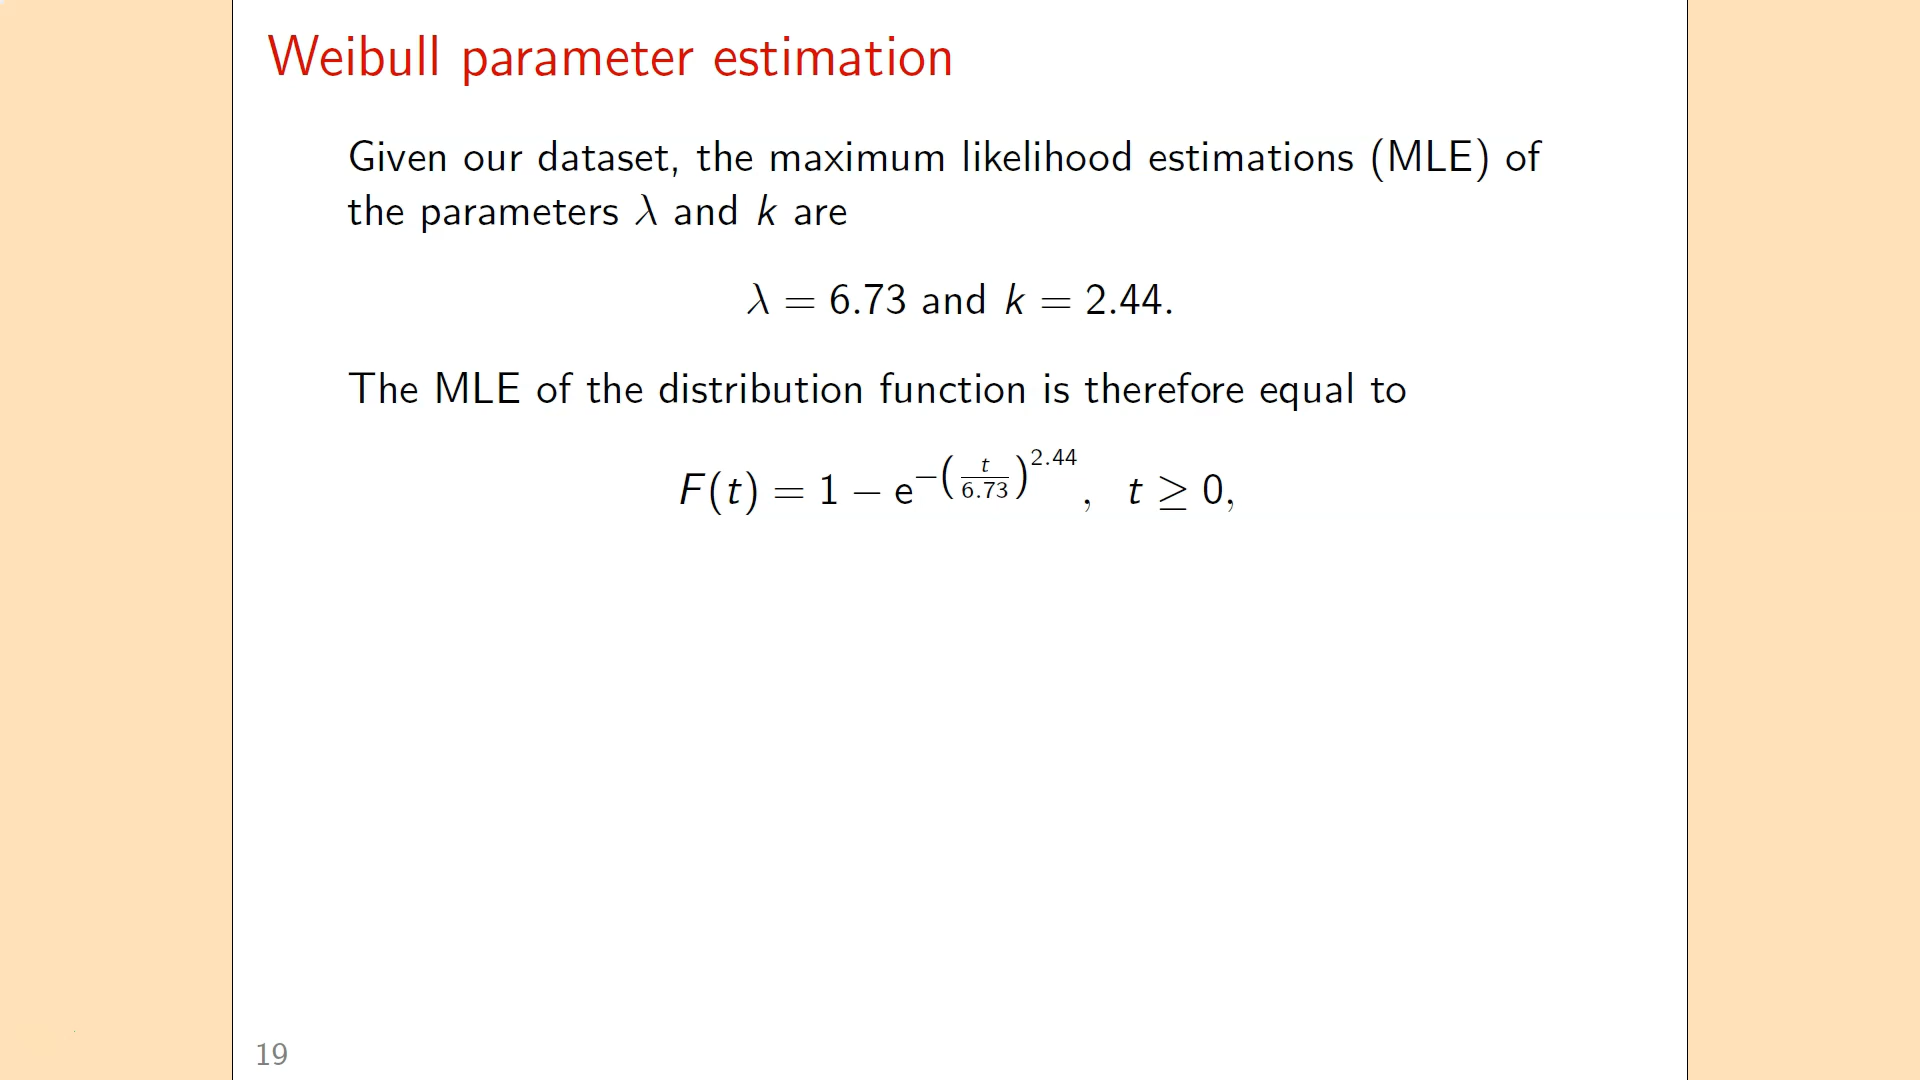 Weibull parameter estimation
Given our dataset, the maximum likelihood estimations (MLE) of
the parameters λ and k are
λ = 6.73 and k = 2.44.
The MLE of the distribution function is therefore equal to
F(t) = 1 − e^{−(t/6.73)^{2.44}}, t ≥ 0,
19